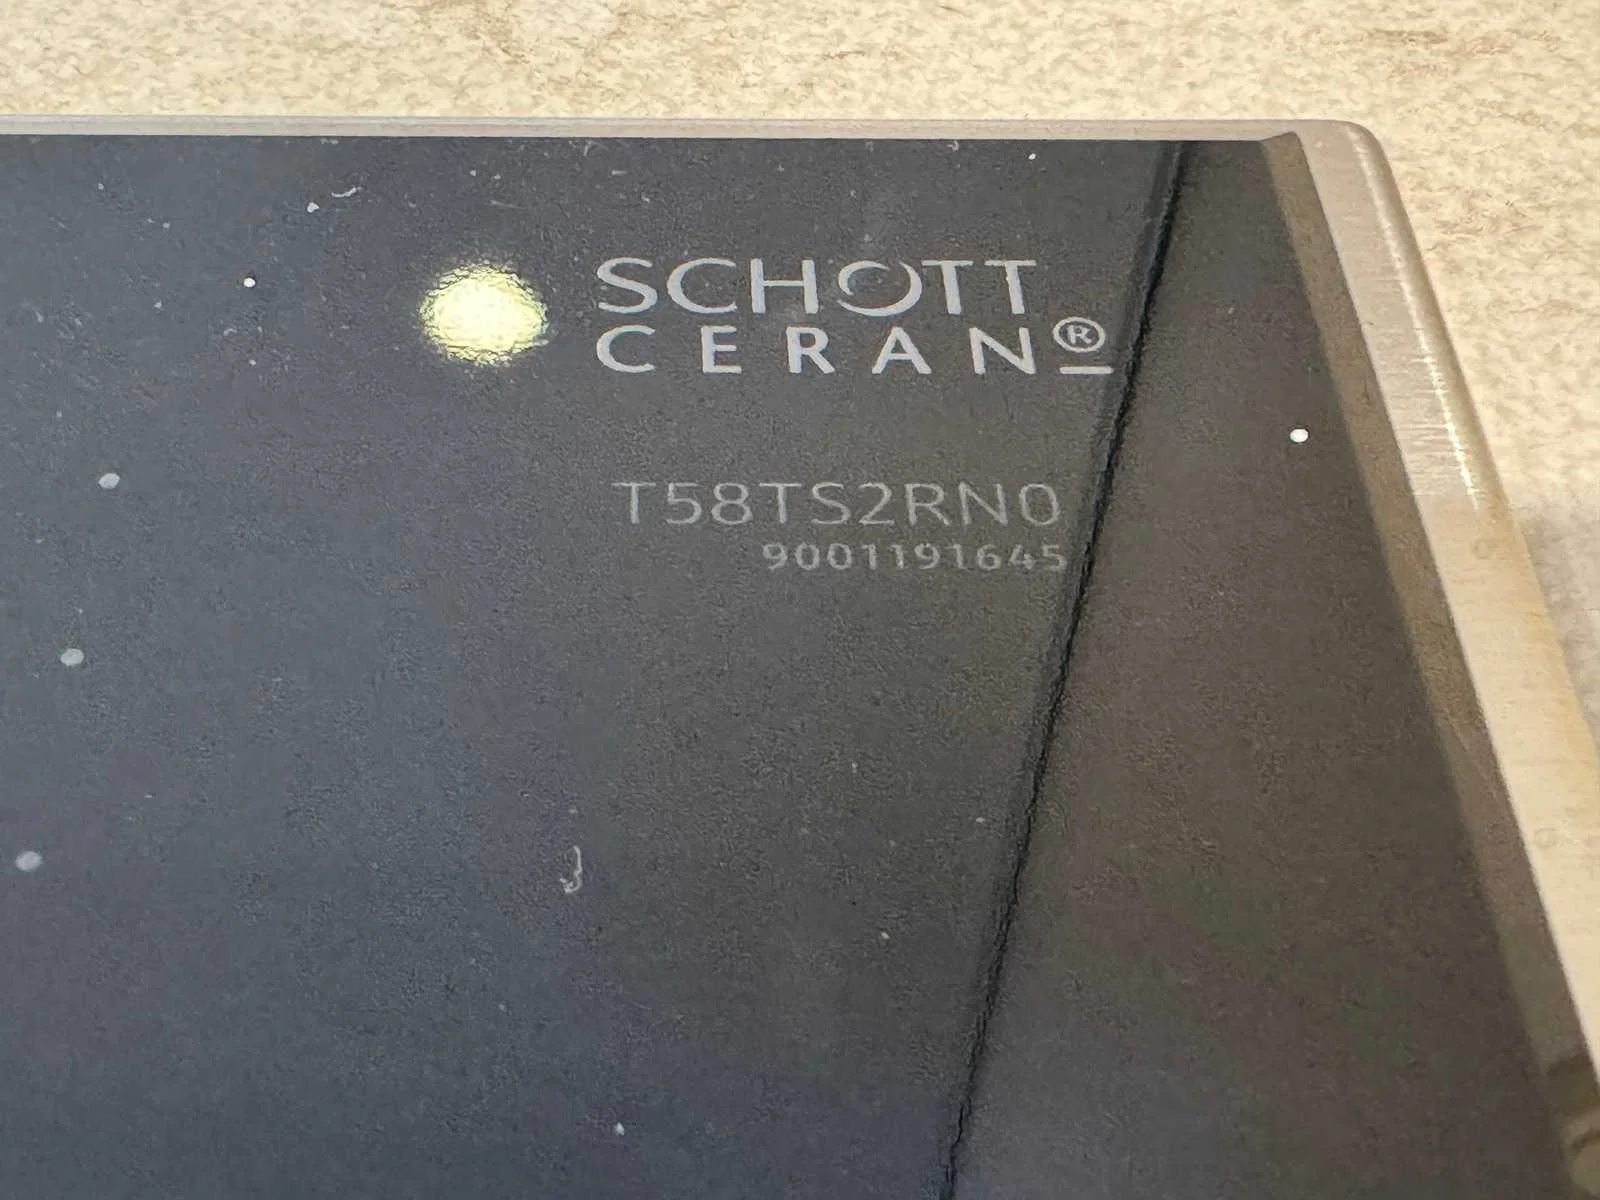 SCHOTT
CERAN®
T58TS2RN0
9001191645